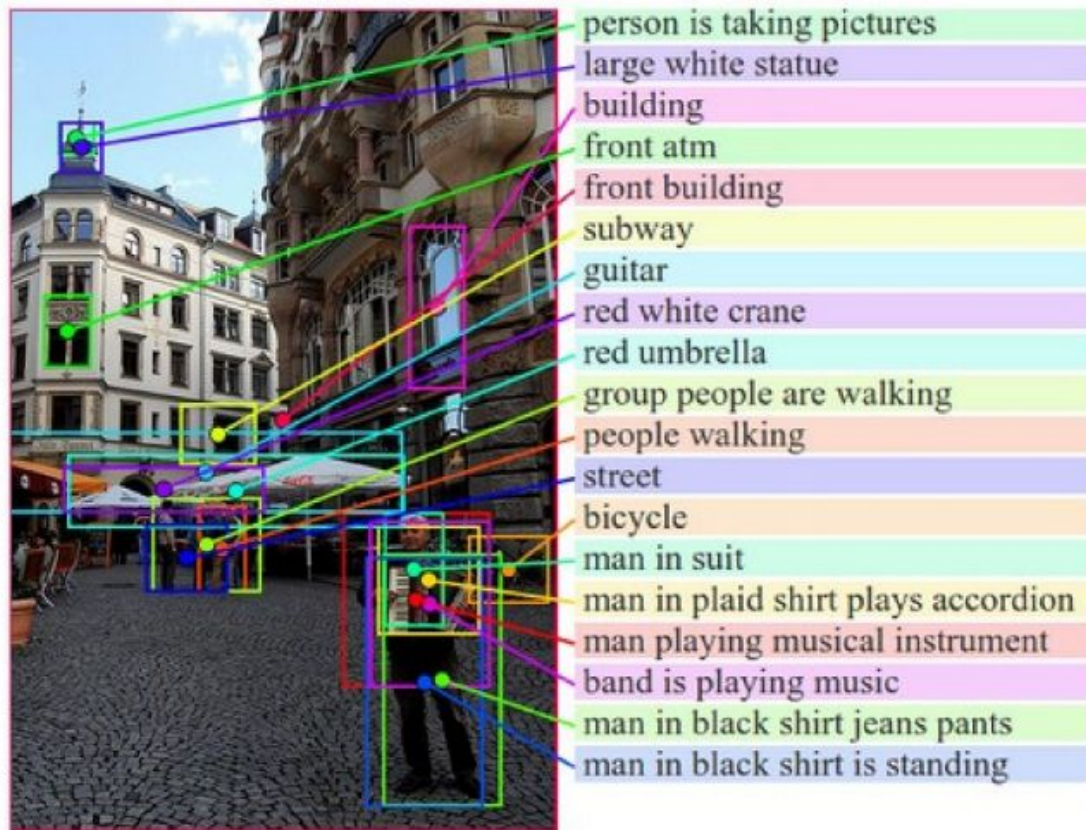 person is taking pictures
large white statue
building
front atm
front building
subway
guitar
red white crane
red umbrella
group people are walking
people walking
street
bicycle
man in suit
man in plaid shirt plays accordion
man playing musical instrument
band is playing music
man in black shirt jeans pants
man in black shirt is standing